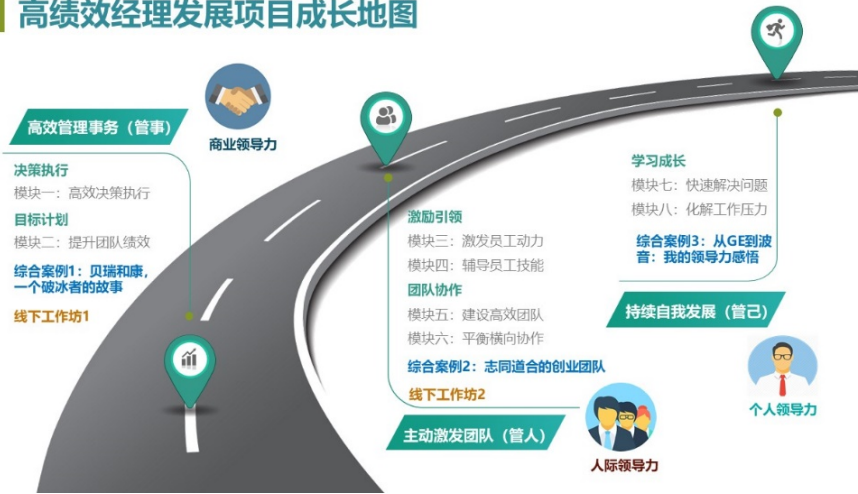 高绩效经理发展项目成长地图
高效管理事务（管事）
商业领导力
决策执行
模块一：高效决策执行
目标计划
模块二：提升团队绩效
综合案例1：贝瑞和康，
一个破冰者的故事
线下工作坊1
激励引领
模块三：激发员工动力
模块四：辅导员工技能
团队协作
模块五：建设高效团队
模块六：平衡横向协作
综合案例2：志同道合的创业团队
线下工作坊2
主动激发团队（管人）
人际领导力
学习成长
模块七：快速解决问题
模块八：化解工作压力
综合案例3：从GE到波
音：我的领导力感悟
持续自我发展（管己）
个人领导力